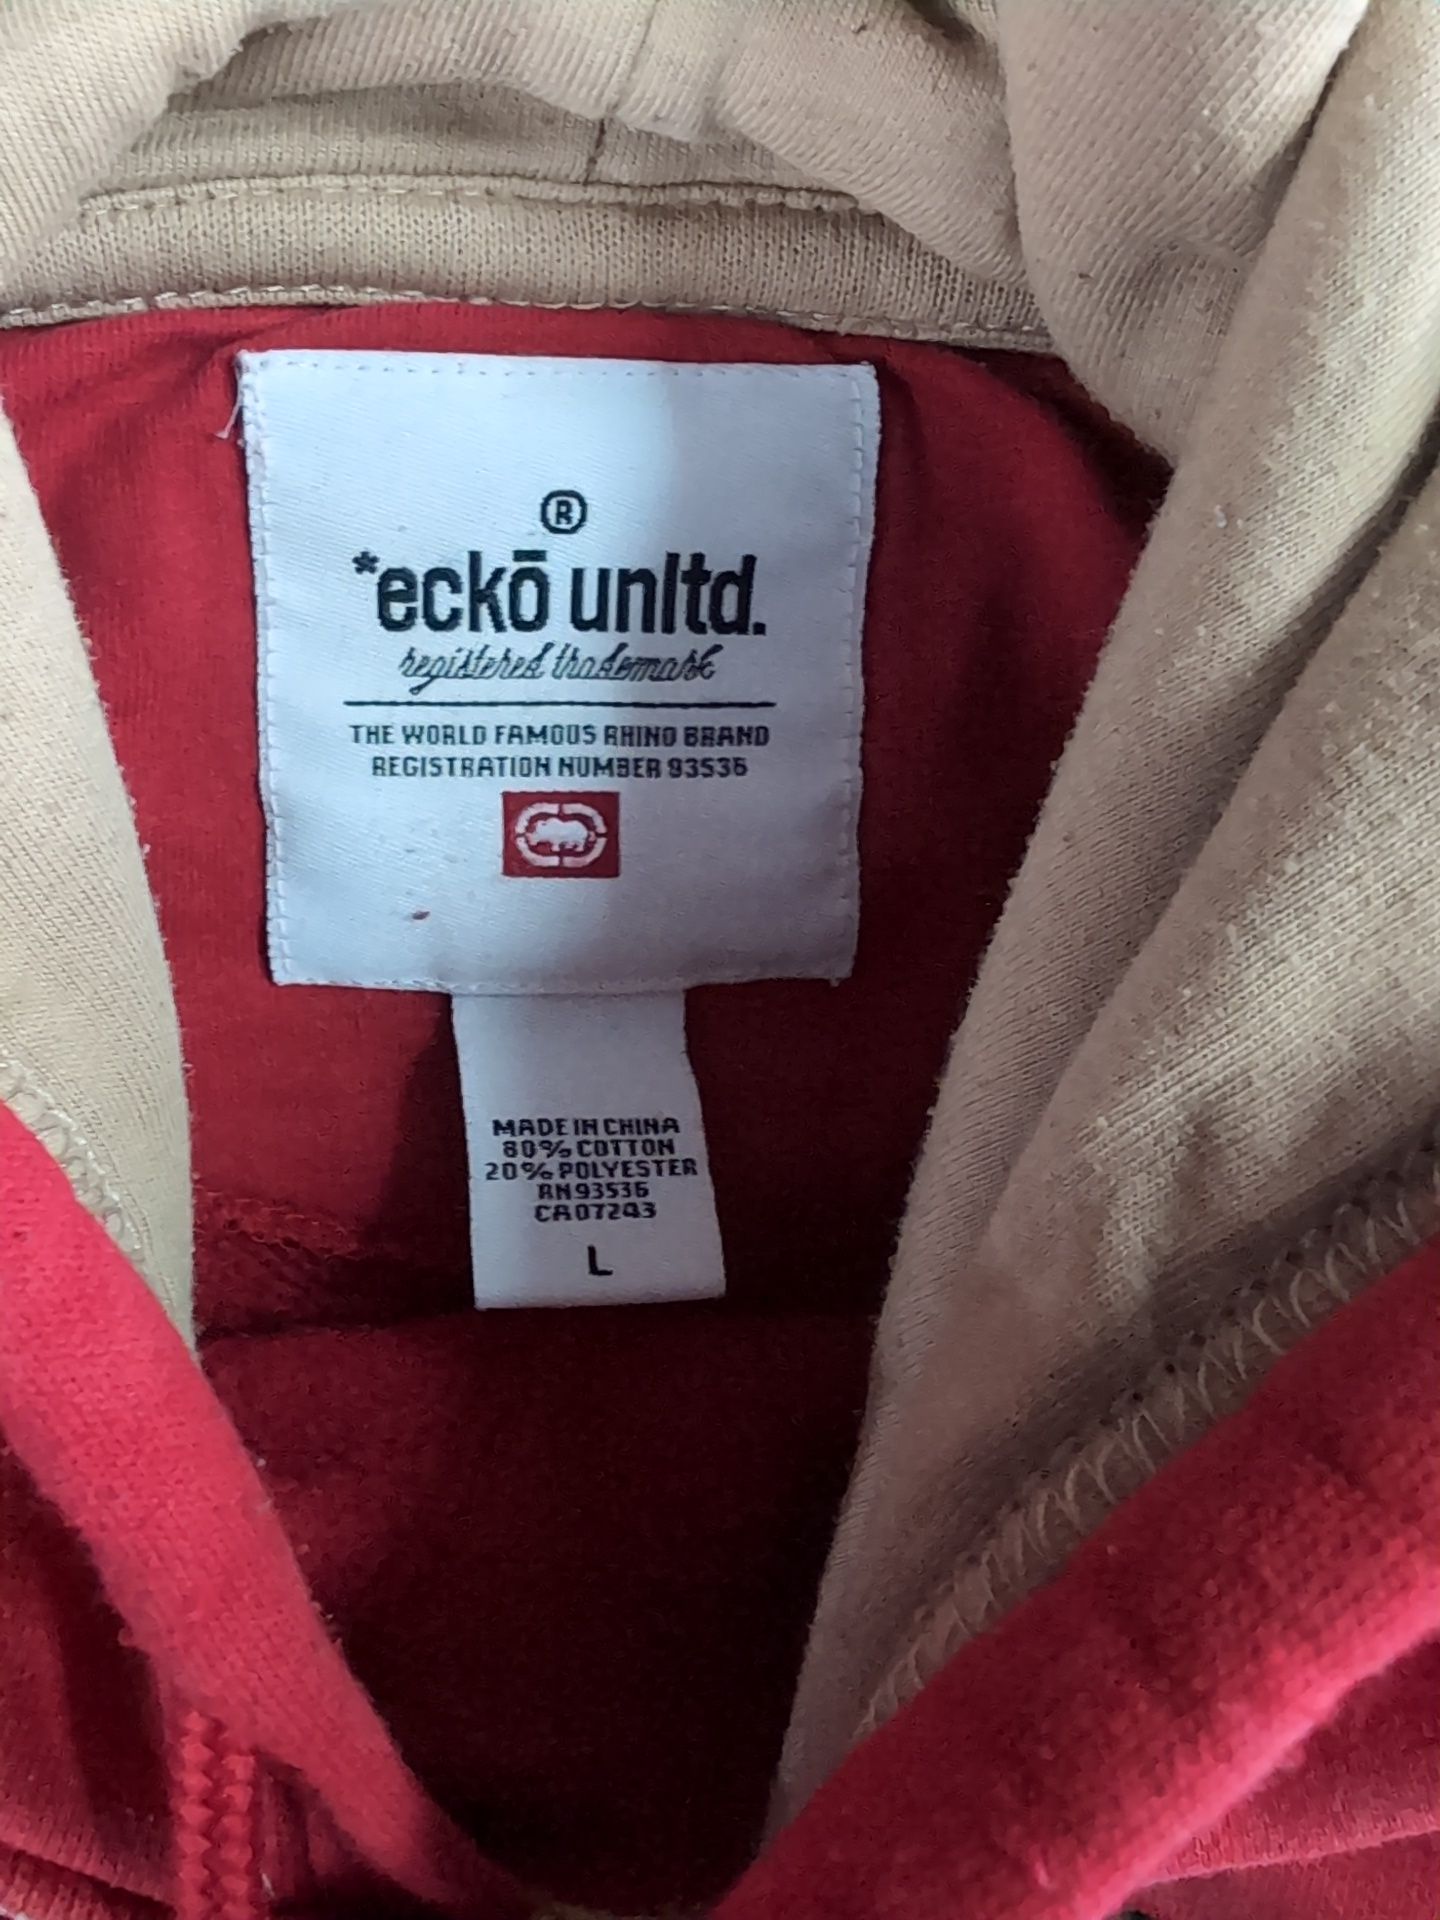 ®
*eckō unltd.
registered trademark
THE WORLD FAMOUS RHINO BRAND
REGISTRATION NUMBER 93536
MADE IN CHINA
80% COTTON
20% POLYESTER
RN93536
CA07243
L